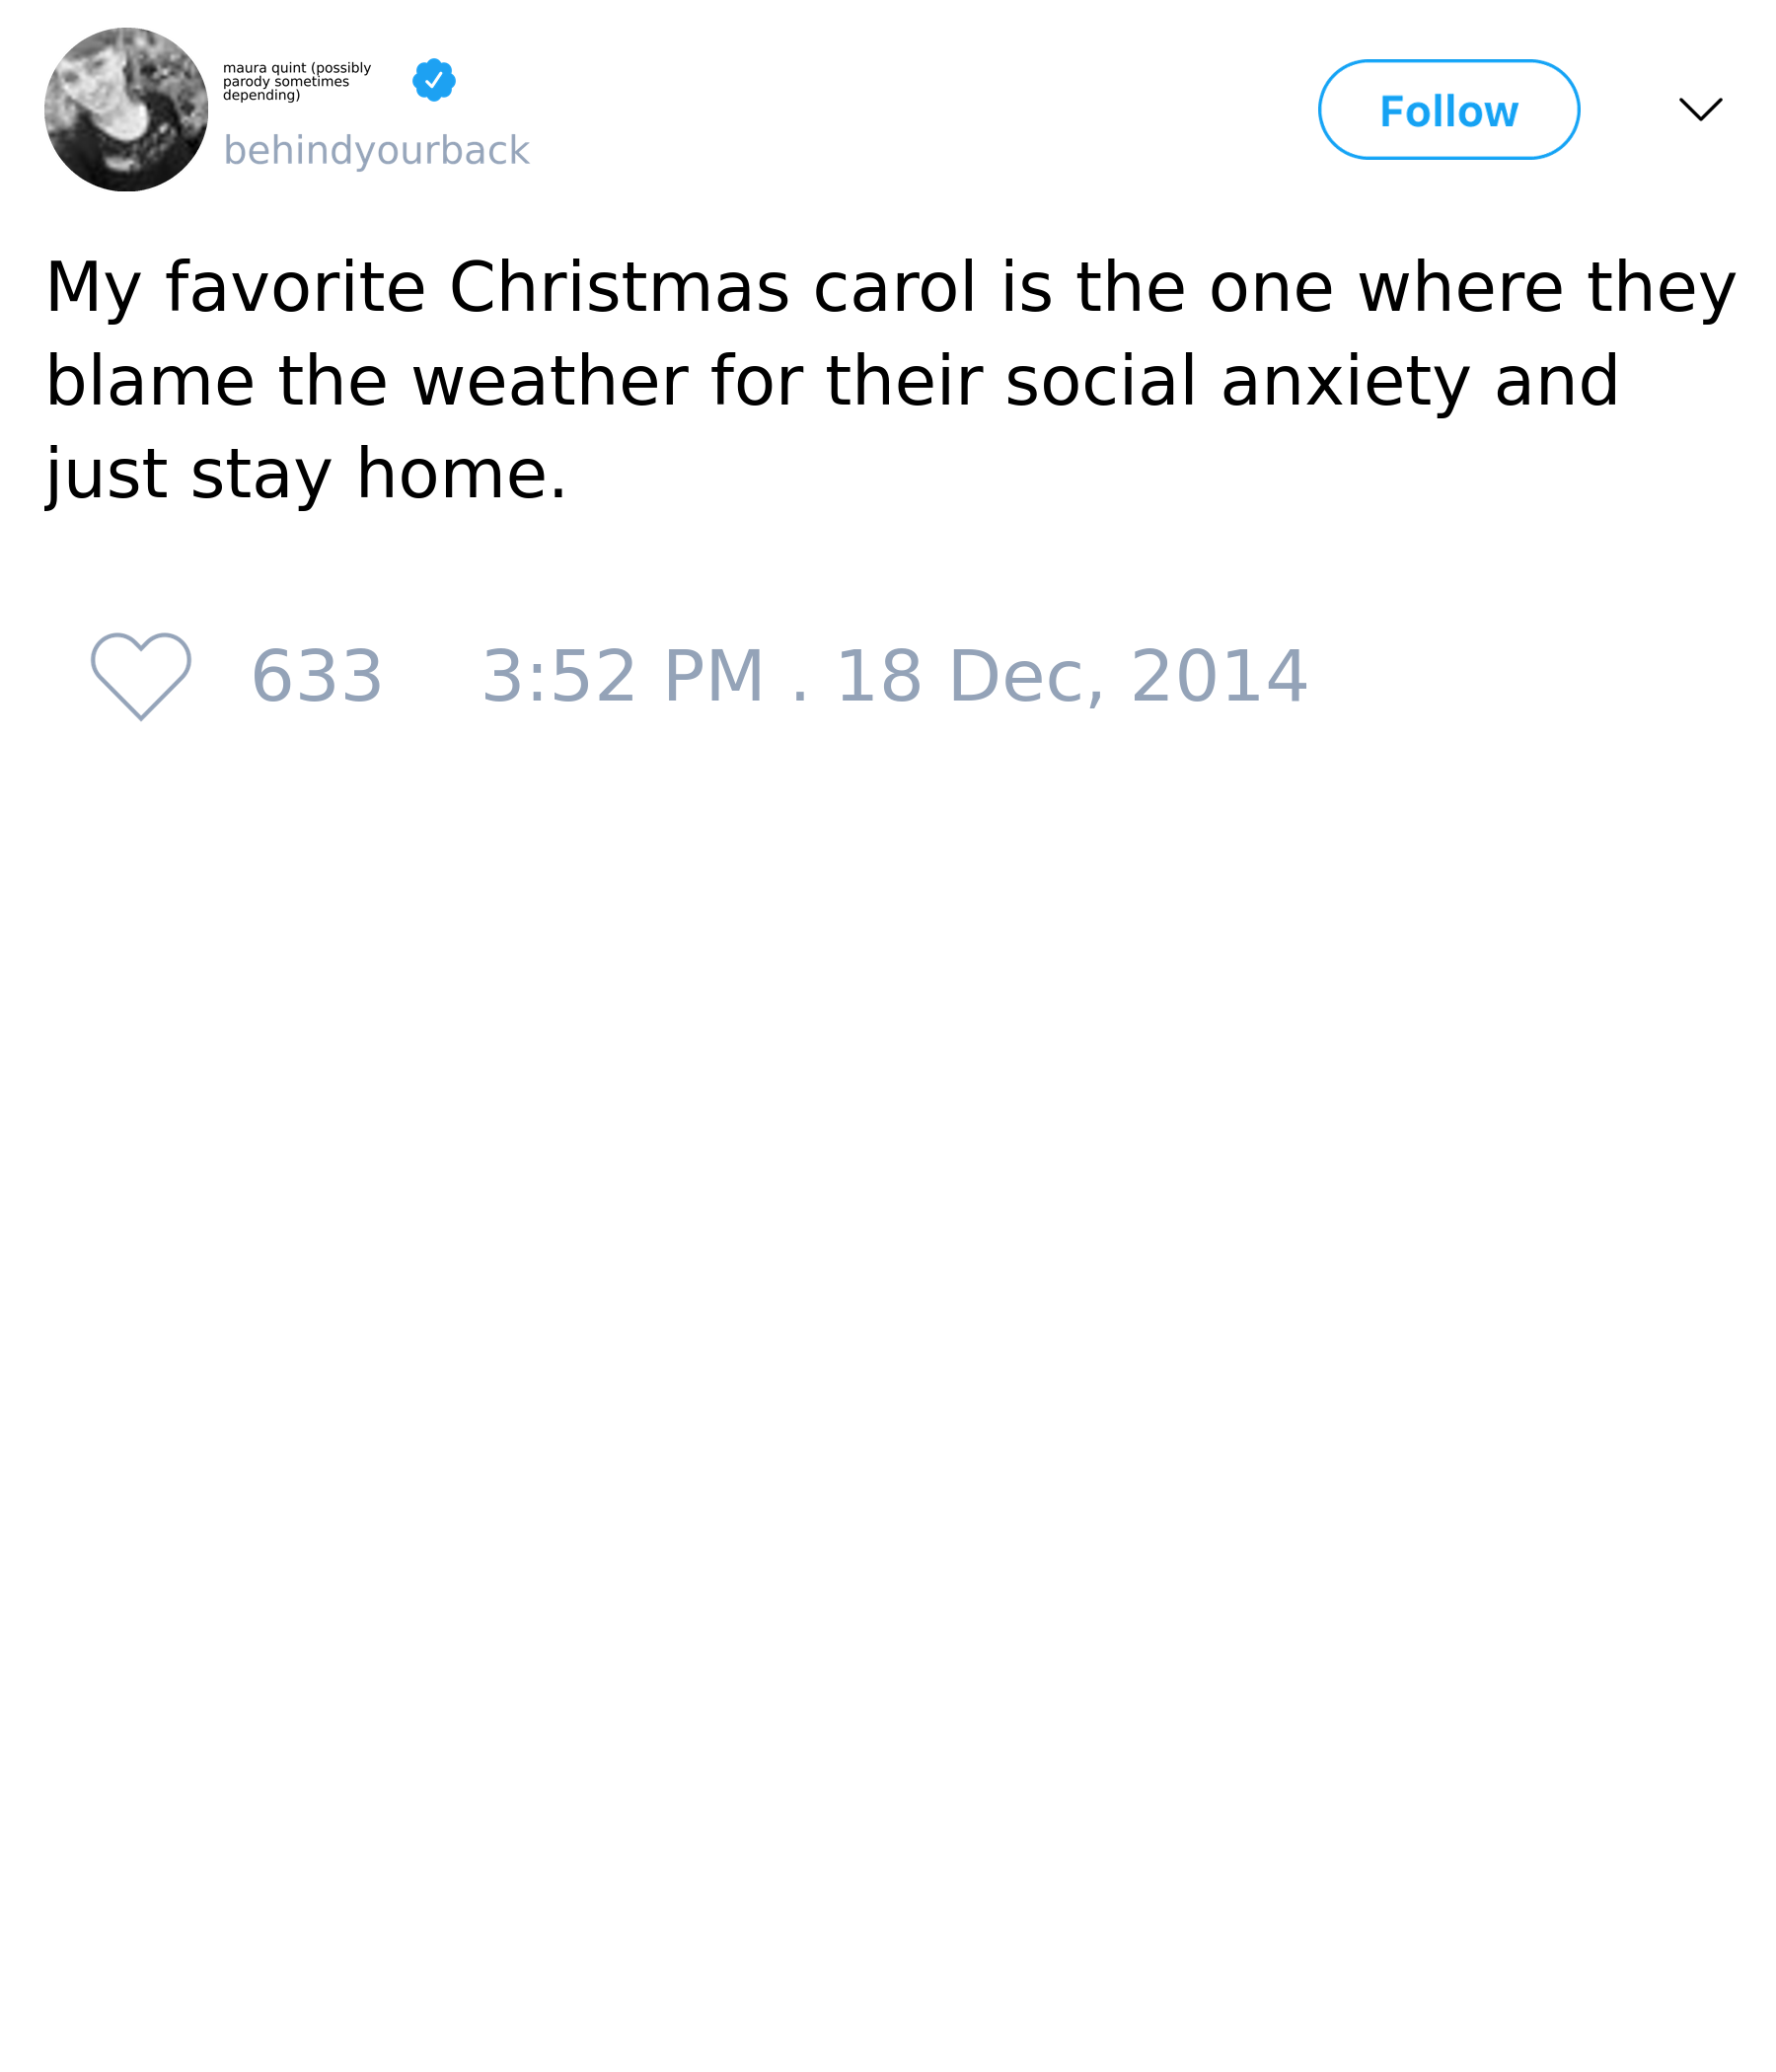 maura quint (possibly
parody sometimes
depending)
behindyourback
Follow
My favorite Christmas carol is the one where they
blame the weather for their social anxiety and
just stay home.
633 3:52 PM . 18 Dec, 2014